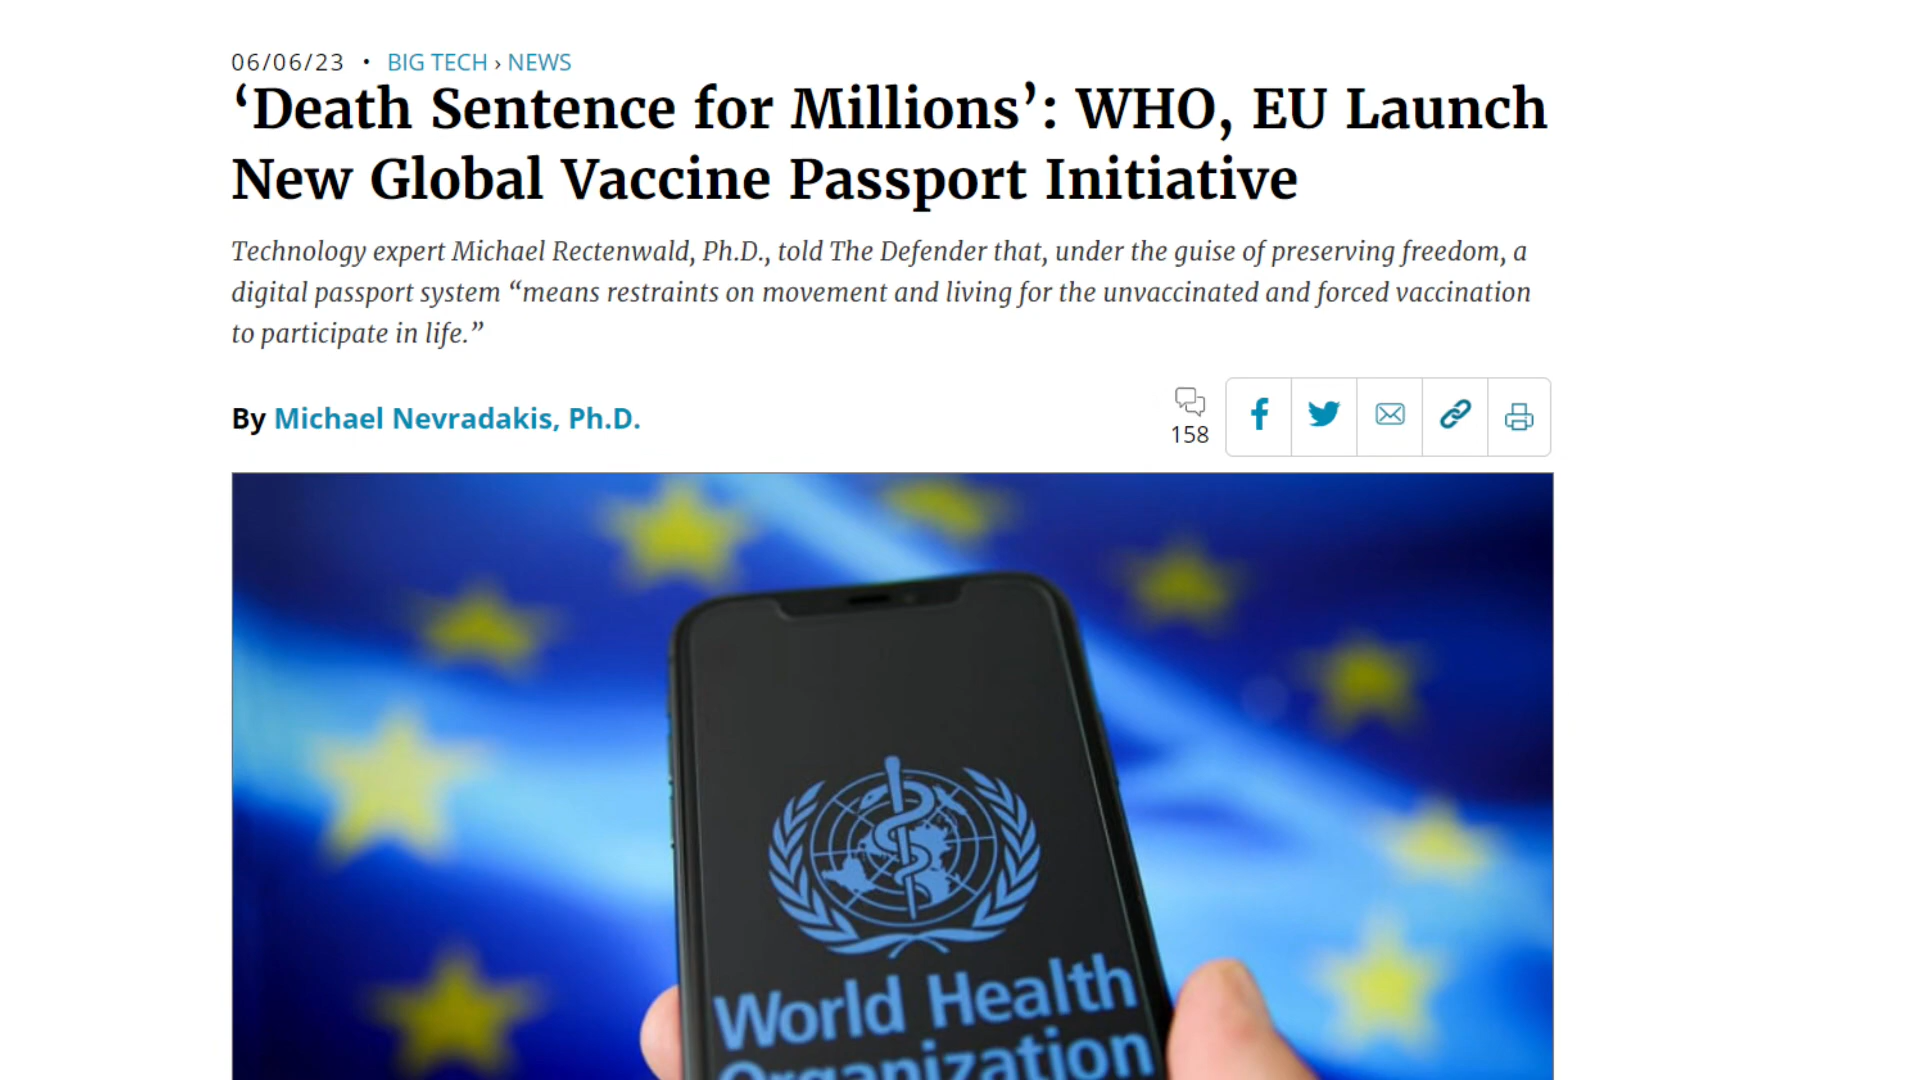 06/06/23 • BIG TECH › NEWS
‘Death Sentence for Millions’: WHO, EU Launch
New Global Vaccine Passport Initiative
Technology expert Michael Rectenwald, Ph.D., told The Defender that, under the guise of preserving freedom, a
digital passport system “means restraints on movement and living for the unvaccinated and forced vaccination
to participate in life.”
By Michael Nevradakis, Ph.D.
158
World Health
Organization